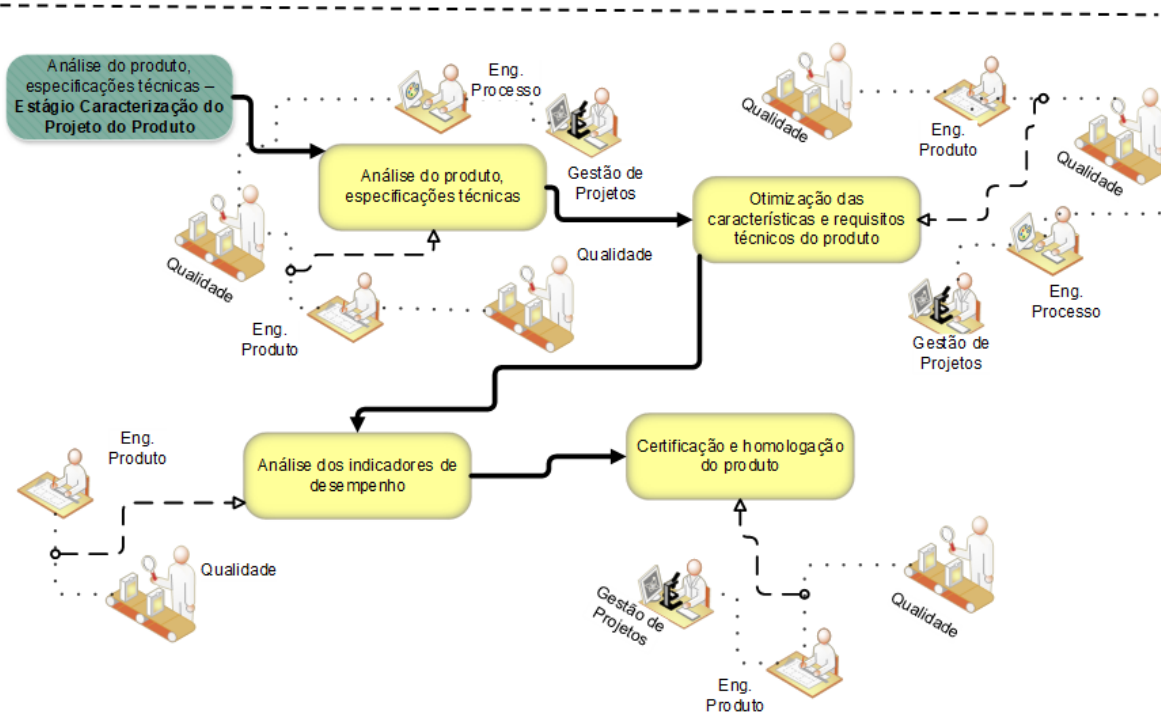 Análise do produto,
especificações técnicas –
Estágio Caracterização do
Projeto do Produto
Eng.
Processo
Análise do produto,
especificações técnicas
Gestão de
Projetos
Qualidade
Eng.
Produto
Qualidade
Otimização das
características e requisitos
técnicos do produto
Qualidade
Eng.
Produto
Qualidade
Eng.
Processo
Gestão de
Projetos
Eng.
Produto
Qualidade
Análise dos indicadores de
desempenho
Certificação e homologação
do produto
Gestão de
Projetos
Eng.
Produto
Qualidade